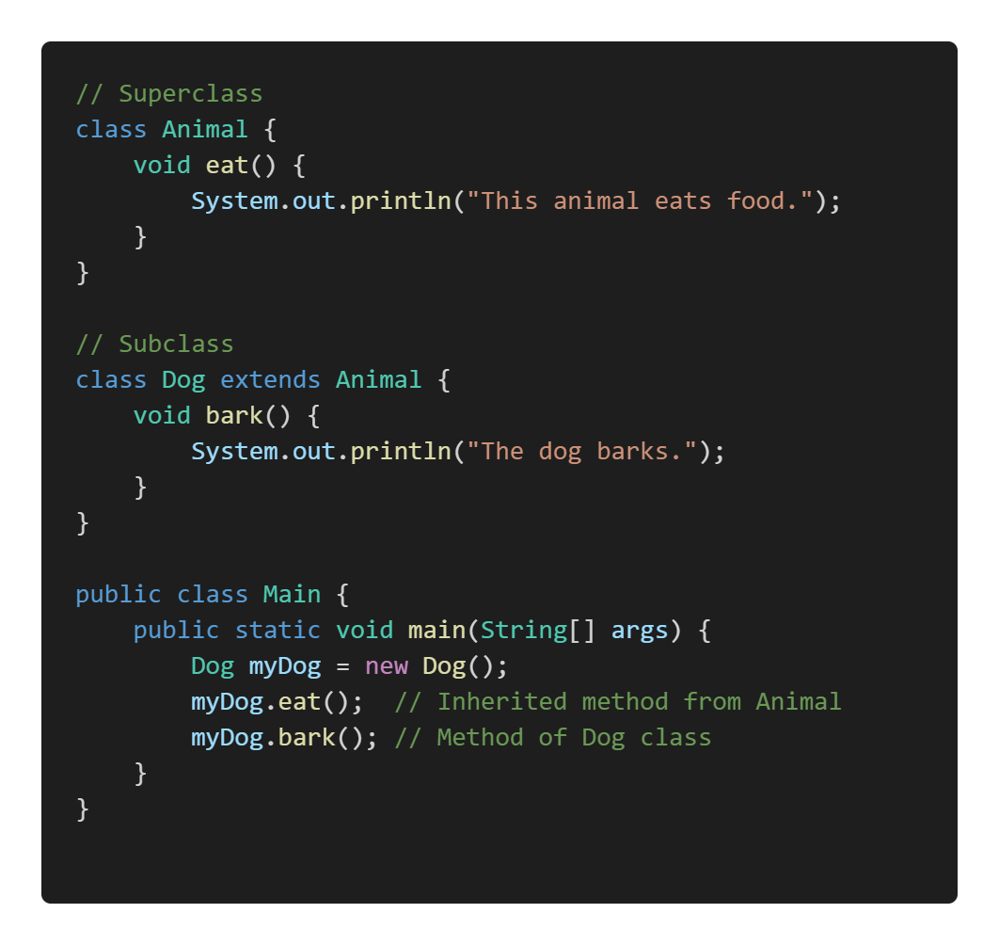 // Superclass
class Animal {
    void eat() {
        System.out.println("This animal eats food.");
    }
}

// Subclass
class Dog extends Animal {
    void bark() {
        System.out.println("The dog barks.");
    }
}

public class Main {
    public static void main(String[] args) {
        Dog myDog = new Dog();
        myDog.eat();  // Inherited method from Animal
        myDog.bark(); // Method of Dog class
    }
}